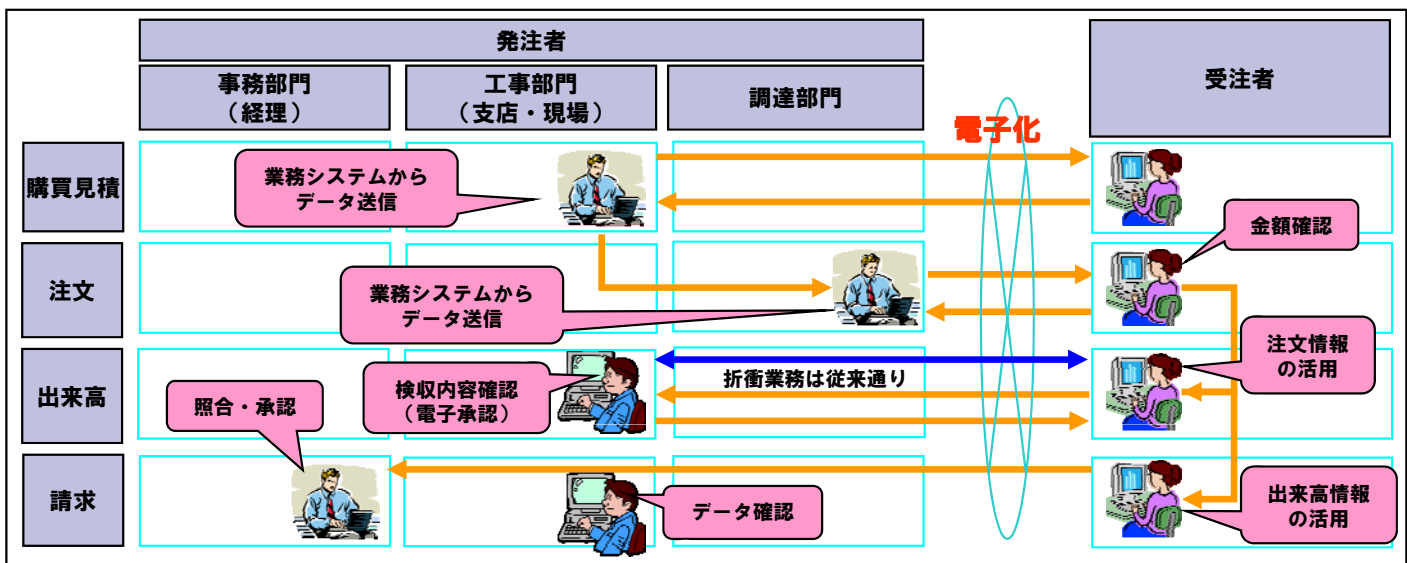 発注者
受注者
事務部門
（経理）
工事部門
（支店・現場）
調達部門
電子化
購買見積
業務システムから
データ送信
金額確認
注文
業務システムから
データ送信
注文情報
の活用
出来高
検収内容確認
（電子承認）
折衝業務は従来通り
照合・承認
請求
データ確認
出来高情報
の活用